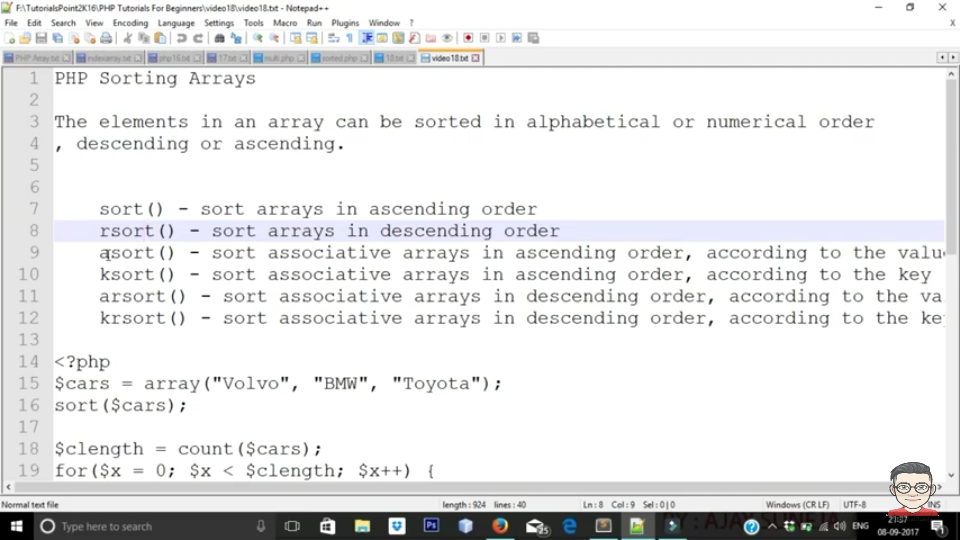 F:\TutorialsPoint2K16\PHP Tutorials For Beginners\video18\video18.txt - Notepad++
File Edit Search View Encoding Language Settings Tools Macro Run Plugins Window ?
PHP Array.txt indexarray.txt php16.txt 17.txt multi.php sorted.php 18.txt video18.txt
1 PHP Sorting Arrays
2
3 The elements in an array can be sorted in alphabetical or numerical order
4 , descending or ascending.
5
6
7 sort() - sort arrays in ascending order
8 rsort() - sort arrays in descending order
9 asort() - sort associative arrays in ascending order, according to the valu
10 ksort() - sort associative arrays in ascending order, according to the key
11 arsort() - sort associative arrays in descending order, according to the va
12 krsort() - sort associative arrays in descending order, according to the ke
13
14 <?php
15 $cars = array("Volvo", "BMW", "Toyota");
16 sort($cars);
17
18 $clength = count($cars);
19 for($x = 0; $x < $clength; $x++) {
Normal text file length : 924 lines : 40 Ln : 8 Col : 9 Sel : 0 | 0 Windows (CR LF) UTF-8 INS
Type here to search 25 ENG 21:37
08-09-2017
BY : AJAY SUNEJA